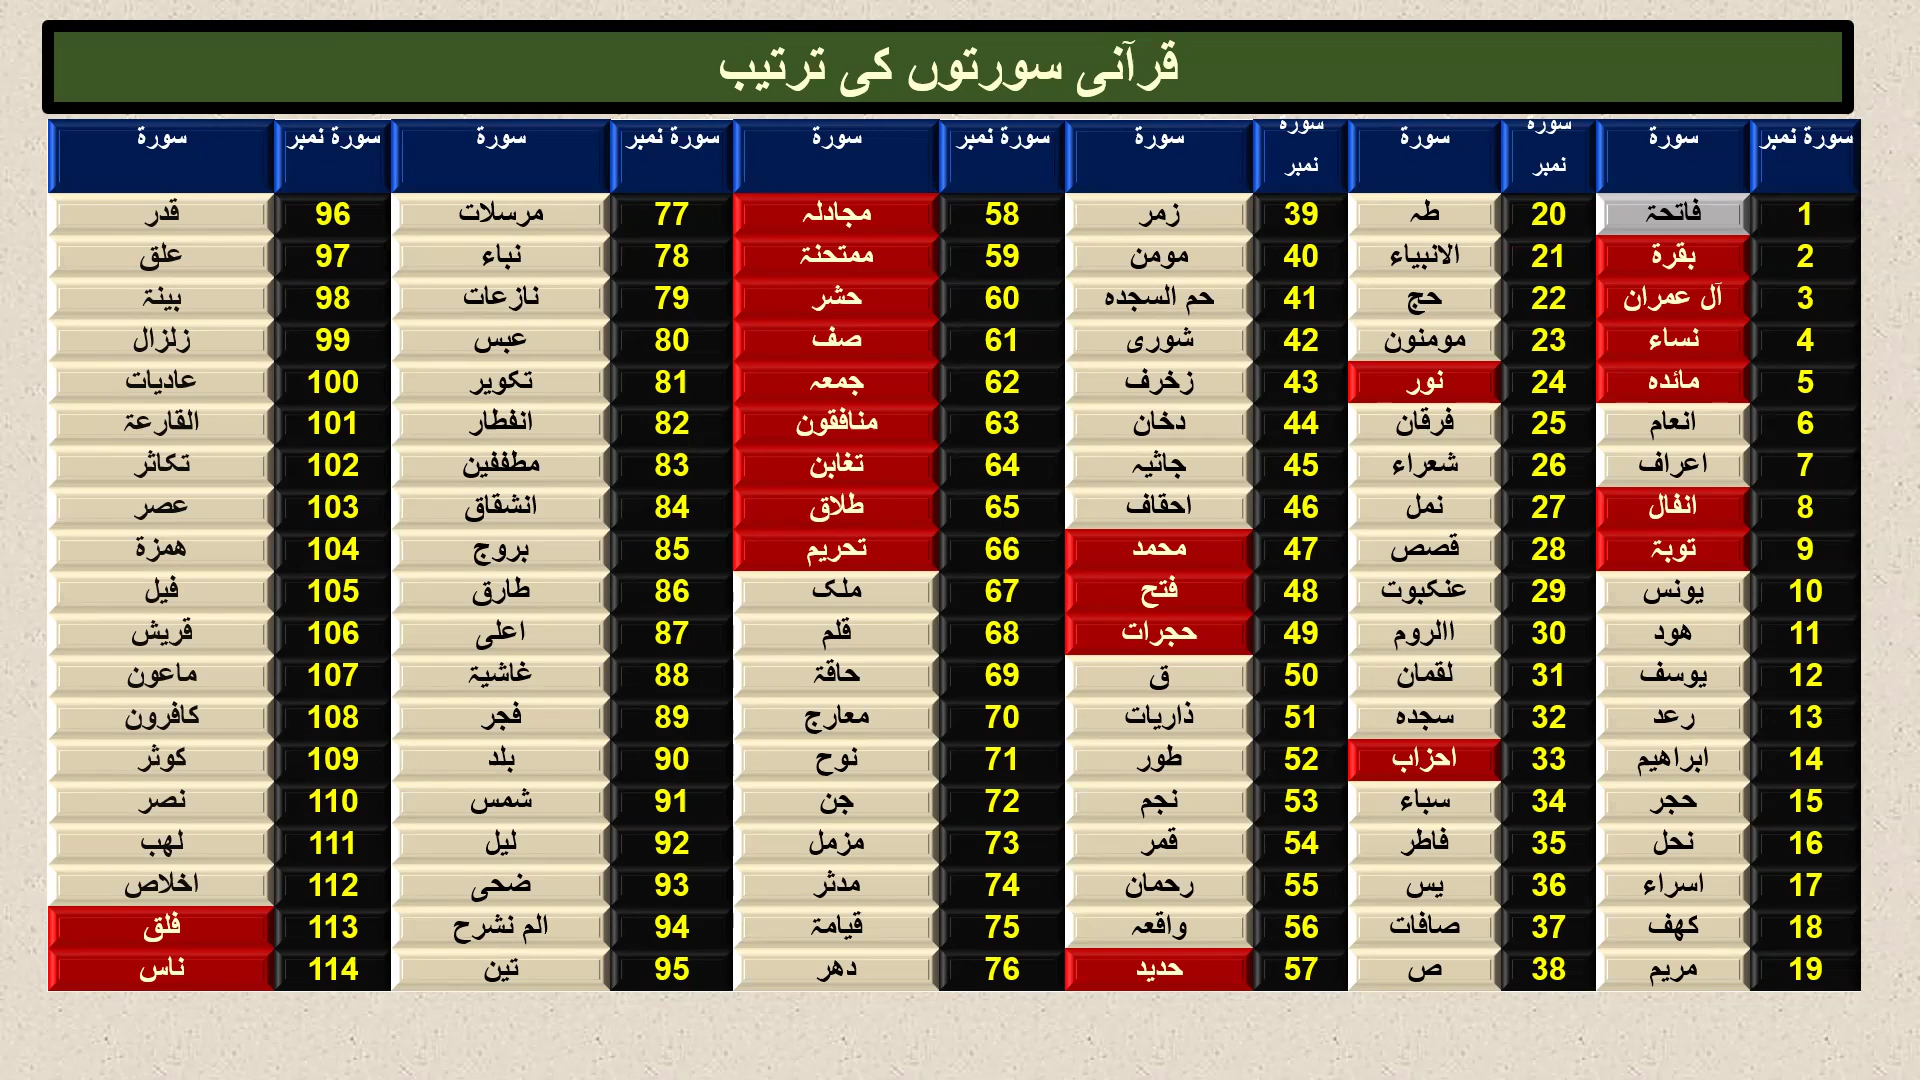 قرآنی سورتوں کی ترتیب
سورۃ نمبر سورۃ سورۃ نمبر سورۃ سورۃ نمبر سورۃ سورۃ نمبر سورۃ سورۃ نمبر سورۃ سورۃ نمبر سورۃ
1 فاتحۃ 20 طہ 39 زمر 58 مجادلہ 77 مرسلات 96 قدر
2 بقرۃ 21 الانبیاء 40 مومن 59 ممتحنۃ 78 نباء 97 علق
3 آل عمران 22 حج 41 حم السجدہ 60 حشر 79 نازعات 98 بینۃ
4 نساء 23 مومنون 42 شوری 61 صف 80 عبس 99 زلزال
5 مائدہ 24 نور 43 زخرف 62 جمعہ 81 تکویر 100 عادیات
6 انعام 25 فرقان 44 دخان 63 منافقون 82 انفطار 101 القارعۃ
7 اعراف 26 شعراء 45 جاثیہ 64 تغابن 83 مطففین 102 تکاثر
8 انفال 27 نمل 46 احقاف 65 طلاق 84 انشقاق 103 عصر
9 توبۃ 28 قصص 47 محمد 66 تحریم 85 بروج 104 ھمزۃ
10 یونس 29 عنکبوت 48 فتح 67 ملک 86 طارق 105 فیل
11 ھود 30 االروم 49 حجرات 68 قلم 87 اعلی 106 قریش
12 یوسف 31 لقمان 50 ق 69 حاقۃ 88 غاشیۃ 107 ماعون
13 رعد 32 سجدہ 51 ذاریات 70 معارج 89 فجر 108 کافرون
14 ابراھیم 33 احزاب 52 طور 71 نوح 90 بلد 109 کوثر
15 حجر 34 سباء 53 نجم 72 جن 91 شمس 110 نصر
16 نحل 35 فاطر 54 قمر 73 مزمل 92 لیل 111 لھب
17 اسراء 36 یس 55 رحمان 74 مدثر 93 ضحی 112 اخلاص
18 کھف 37 صافات 56 واقعہ 75 قیامۃ 94 الم نشرح 113 فلق
19 مریم 38 ص 57 حدید 76 دھر 95 تین 114 ناس